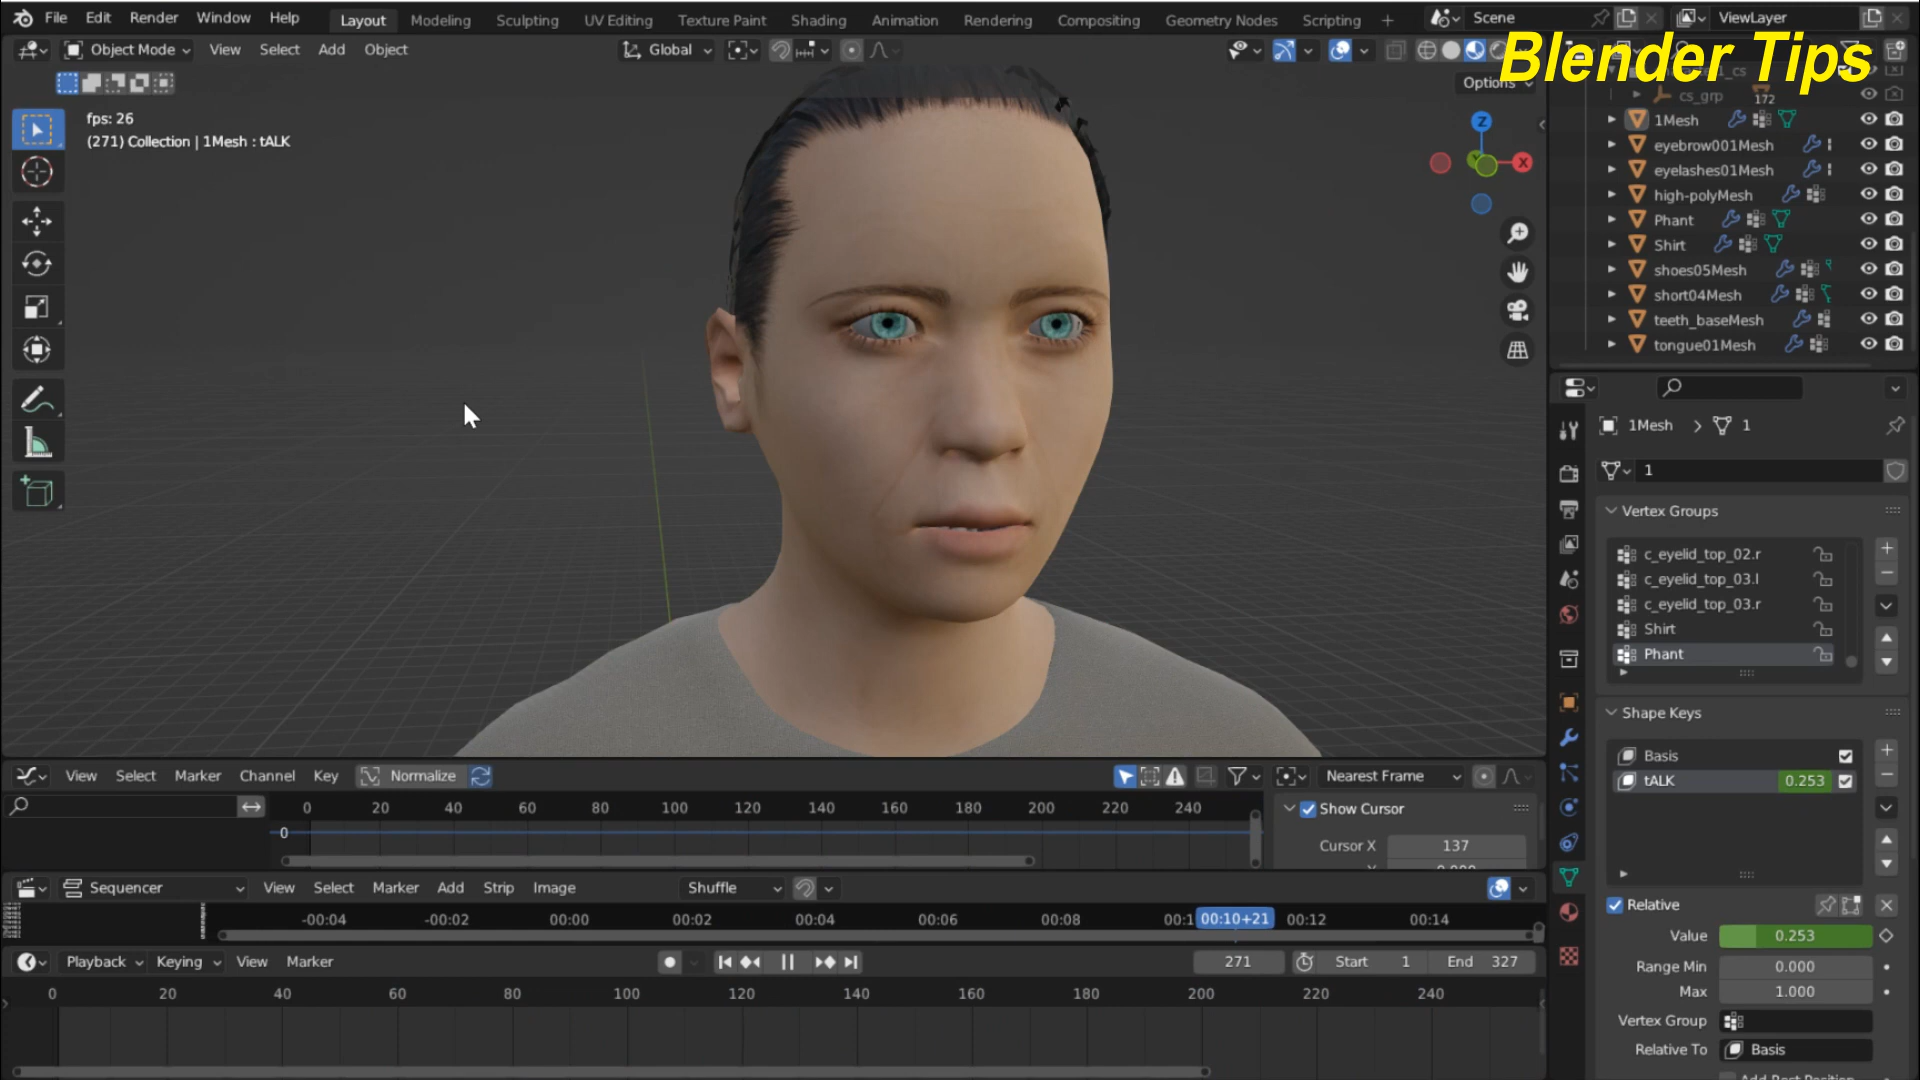 File Edit Render Window Help Layout Modeling Sculpting UV Editing Texture Paint Shading Animation Rendering Compositing Geometry Nodes Scripting + Scene ViewLayer
Object Mode View Select Add Object Global
Blender Tips
Options
fps: 26
(271) Collection | 1Mesh : tALK
Z
X
cs_grp 172
1Mesh
eyebrow001Mesh
eyelashes01Mesh
high-polyMesh
Phant
Shirt
shoes05Mesh
short04Mesh
teeth_baseMesh
tongue01Mesh
1Mesh > 1
1
Vertex Groups
c_eyelid_top_02.r
c_eyelid_top_03.l
c_eyelid_top_03.r
Shirt
Phant
Shape Keys
Basis
tALK 0.253
Relative
Value 0.253
Range Min 0.000
Max 1.000
Vertex Group
Relative To Basis
View Select Marker Channel Key Normalize Nearest Frame
0 20 40 60 80 100 120 140 160 180 200 220 240
0
Show Cursor
Cursor X 137
Sequencer View Select Marker Add Strip Image Shuffle
-00:04 -00:02 00:00 00:02 00:04 00:06 00:08 00:1 00:10+21 00:12 00:14
Playback Keying View Marker 271 Start 1 End 327
0 20 40 60 80 100 120 140 160 180 200 220 240